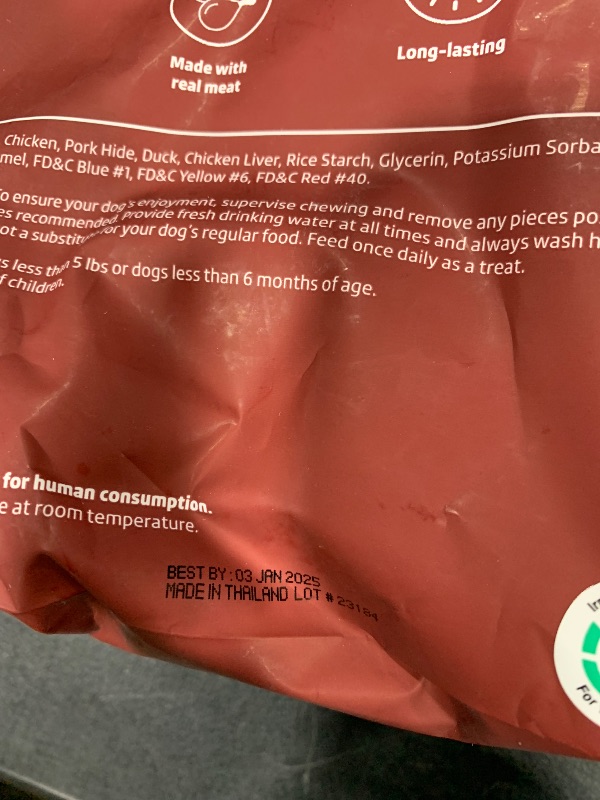 Made with
real meat
Long-lasting
Chicken, Pork Hide, Duck, Chicken Liver, Rice Starch, Glycerin, Potassium Sorba
mel, FD&C Blue #1, FD&C Yellow #6, FD&C Red #40.
o ensure your dog's enjoyment, supervise chewing and remove any pieces po
es recommended. Provide fresh drinking water at all times and always wash h
ot a substitute for your dog's regular food. Feed once daily as a treat.
s less than 5 lbs or dogs less than 6 months of age.
f children.
for human consumption.
e at room temperature.
BEST BY : 03 JAN 2025
MADE IN THAILAND LOT # 23184
For